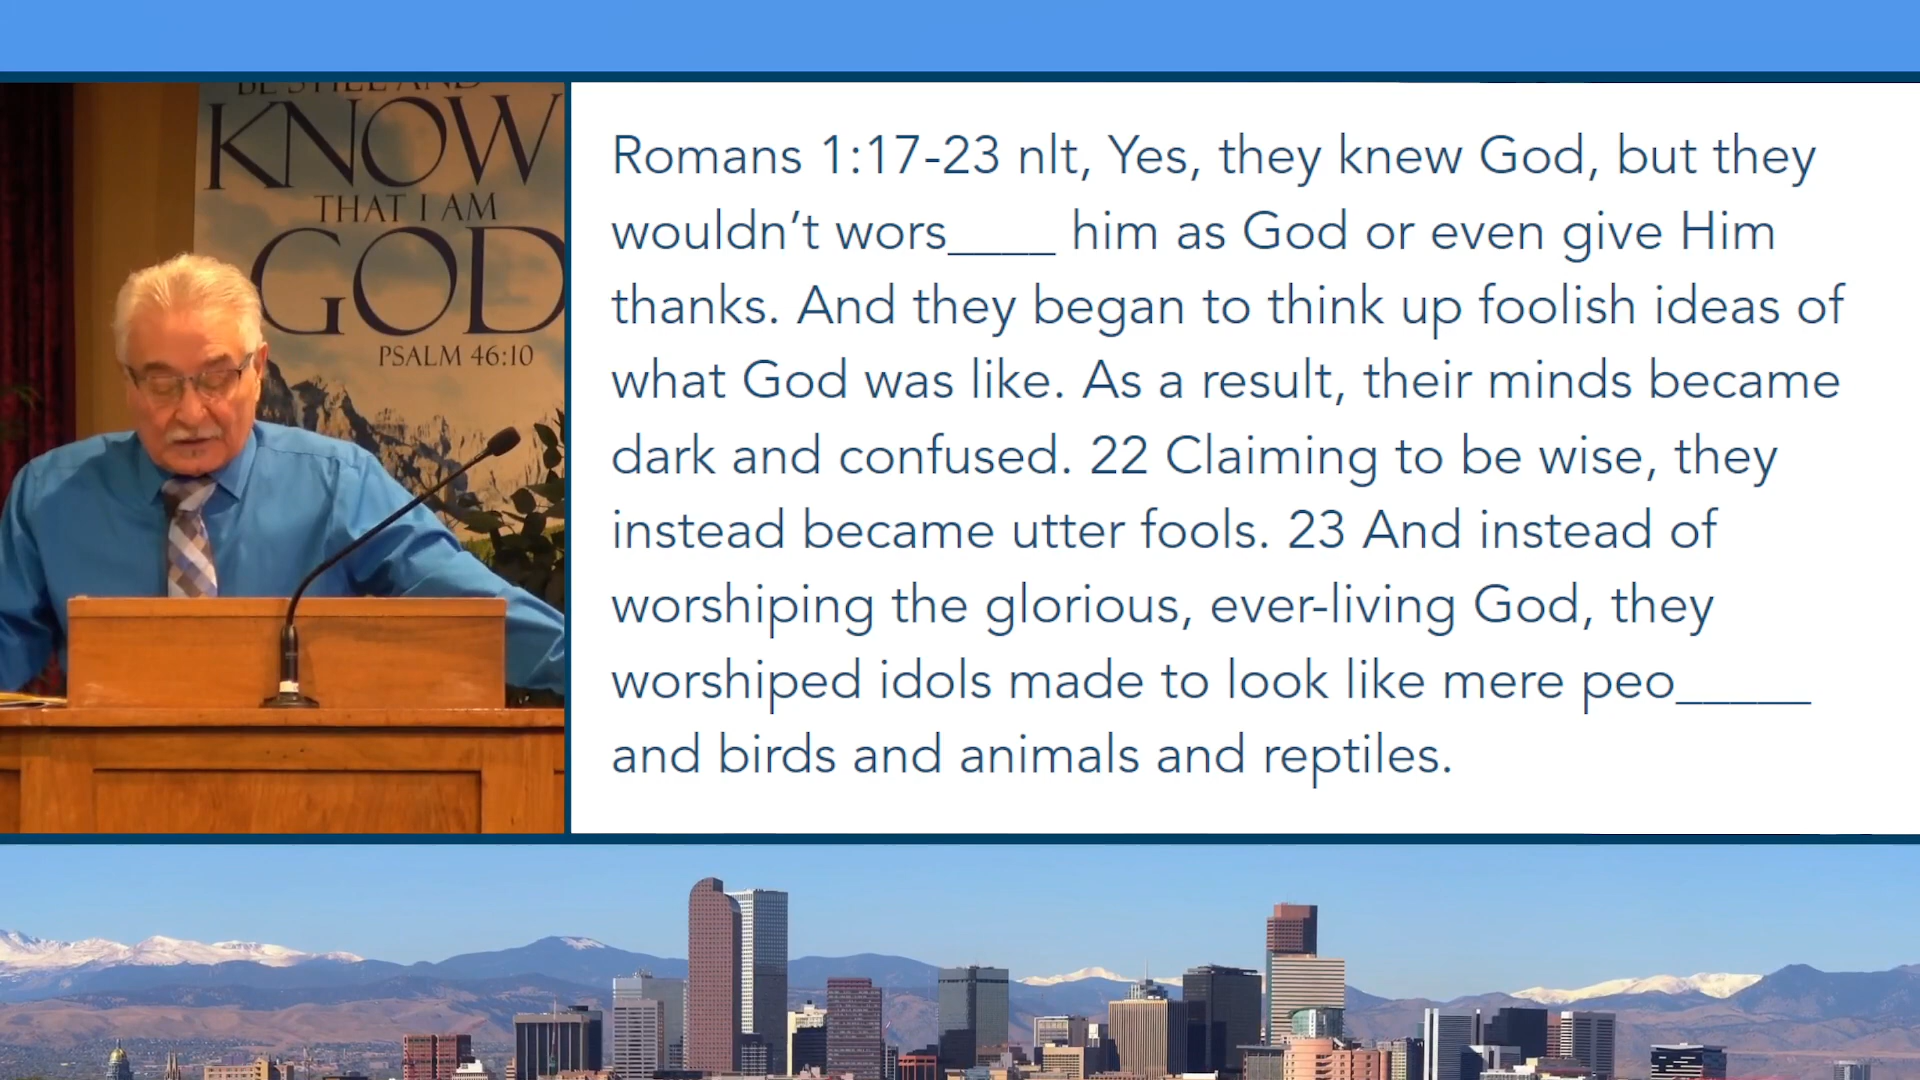 BE STILL AND
KNOW
THAT I AM
GOD
PSALM 46:10
Romans 1:17-23 nlt, Yes, they knew God, but they
wouldn’t wors____ him as God or even give Him
thanks. And they began to think up foolish ideas of
what God was like. As a result, their minds became
dark and confused. 22 Claiming to be wise, they
instead became utter fools. 23 And instead of
worshiping the glorious, ever-living God, they
worshiped idols made to look like mere peo_____
and birds and animals and reptiles.